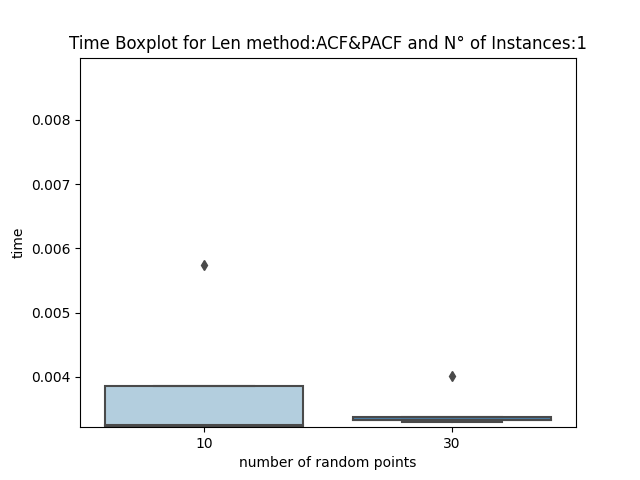 Time Boxplot for Len method:ACF&PACF and N° of Instances:1
0.008
0.007
0.006
0.005
0.004
time
10
30
number of random points